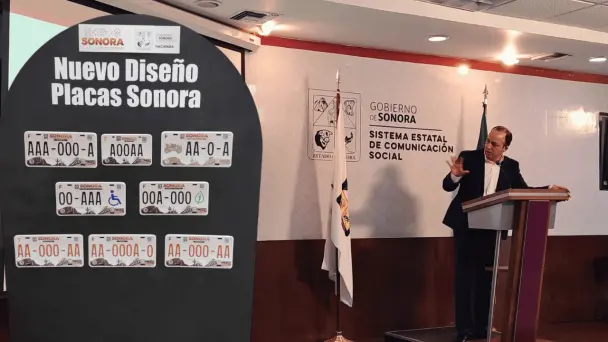 SONORA
HACIENDA
Nuevo Diseño
Placas Sonora
AAA-000-A
A00AA
AA-0-A
00-AAA
00A-000
AA-000-AA
AA-000A-0
AA-000-AA
GOBIERNO
DE SONORA
SISTEMA ESTATAL
DE COMUNICACIÓN
SOCIAL